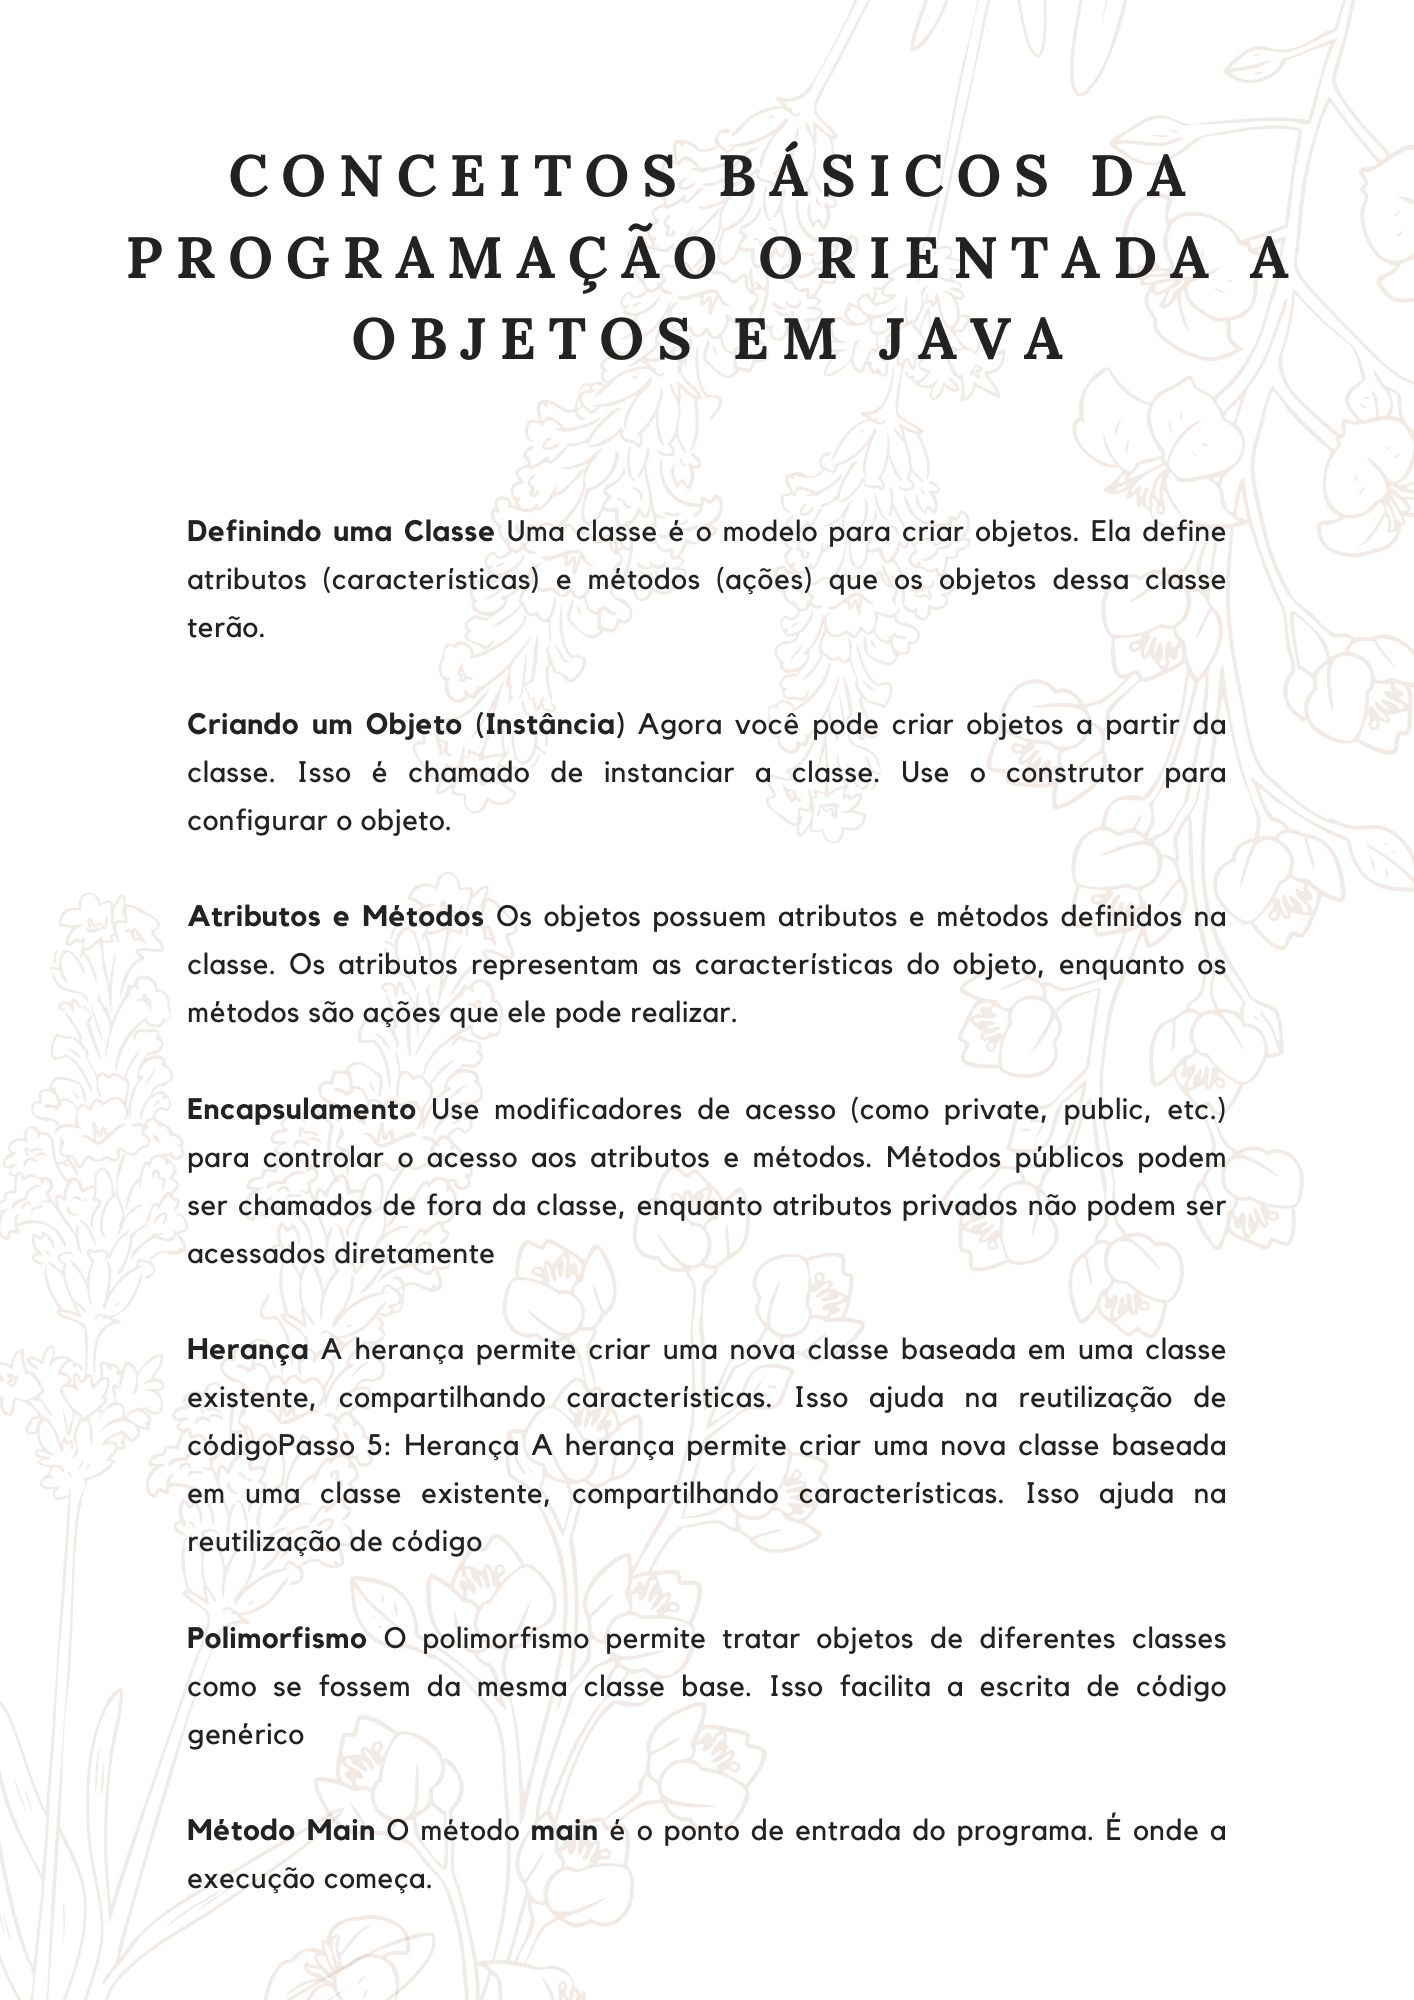 CONCEITOS BÁSICOS DA
PROGRAMAÇÃO ORIENTADA A
OBJETOS EM JAVA
Definindo uma Classe Uma classe é o modelo para criar objetos. Ela define
atributos (características) e métodos (ações) que os objetos dessa classe
terão.
Criando um Objeto (Instância) Agora você pode criar objetos a partir da
classe. Isso é chamado de instanciar a classe. Use o construtor para
configurar o objeto.
Atributos e Métodos Os objetos possuem atributos e métodos definidos na
classe. Os atributos representam as características do objeto, enquanto os
métodos são ações que ele pode realizar.
Encapsulamento Use modificadores de acesso (como private, public, etc.)
para controlar o acesso aos atributos e métodos. Métodos públicos podem
ser chamados de fora da classe, enquanto atributos privados não podem ser
acessados diretamente
Herança A herança permite criar uma nova classe baseada em uma classe
existente, compartilhando características. Isso ajuda na reutilização de
códigoPasso 5: Herança A herança permite criar uma nova classe baseada
em uma classe existente, compartilhando características. Isso ajuda na
reutilização de código
Polimorfismo O polimorfismo permite tratar objetos de diferentes classes
como se fossem da mesma classe base. Isso facilita a escrita de código
genérico
Método Main O método main é o ponto de entrada do programa. É onde a
execução começa.